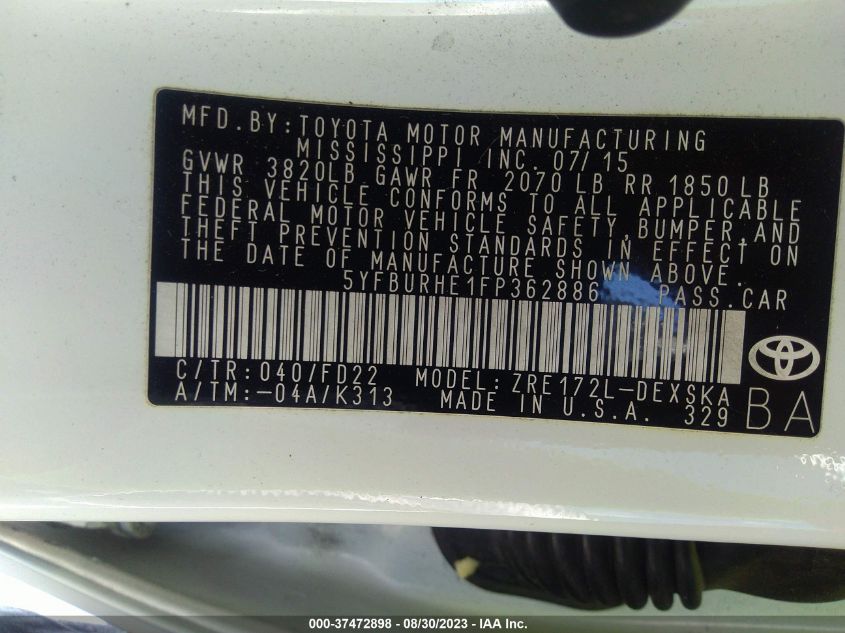 MFD.BY:TOYOTA MOTOR MANUFACTURING
MISSISSIPPI INC. 07/15
GVWR 3820LB GAWR FR 2070 LB RR 1850 LB
THIS VEHICLE CONFORMS TO ALL APPLICABLE
FEDERAL MOTOR VEHICLE SAFETY, BUMPER, AND
THEFT PREVENTION STANDARDS IN EFFECT ON
THE DATE OF MANUFACTURE SHOWN ABOVE.
5YFBURHE1FP362886 PASS.CAR
C/TR: 040/FD22 MODEL: ZRE172L-DEXSKA
A/TM:-04A/K313 MADE IN U.S.A. 329
BA
000-37472898 - 08/30/2023 - IAA Inc.